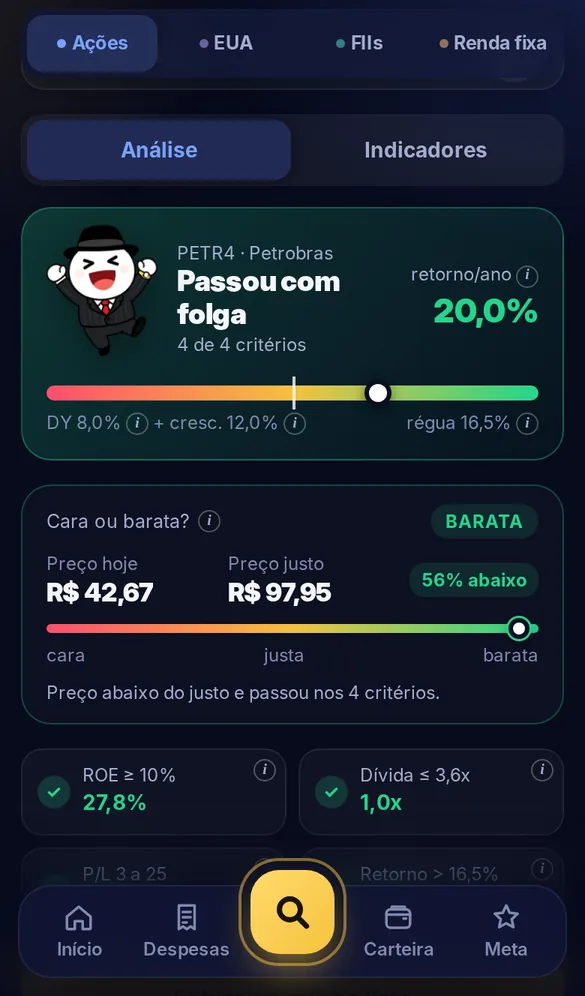 Ações EUA FIIs Renda fixa
Análise Indicadores
PETR4 · Petrobras
Passou com
folga
4 de 4 critérios
retorno/ano i
20,0%
DY 8,0% i + cresc. 12,0% i régua 16,5% i
Cara ou barata? i BARATA
Preço hoje Preço justo
R$ 42,67 R$ 97,95 56% abaixo
cara justa barata
Preço abaixo do justo e passou nos 4 critérios.
ROE ≥ 10% i Dívida ≤ 3,6x i
27,8% 1,0x
P/L 3 a 25 Retorno > 16,5% i
Início Despesas Carteira Meta